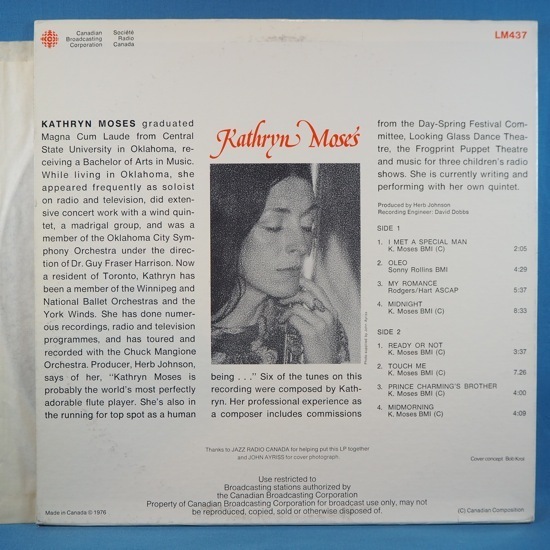 Canadian Société
Broadcasting Radio
Corporation Canada
LM437
KATHRYN MOSES graduated
Magna Cum Laude from Central
State University in Oklahoma, re-
ceiving a Bachelor of Arts in Music.
While living in Oklahoma, she
appeared frequently as soloist
on radio and television, did exten-
sive concert work with a wind quin-
tet, a madrigal group, and was a
member of the Oklahoma City Sym-
phony Orchestra under the direc-
tion of Dr. Guy Fraser Harrison. Now
a resident of Toronto, Kathryn has
been a member of the Winnipeg and
National Ballet Orchestras and the
York Winds. She has done numer-
ous recordings, radio and television
programmes, and has toured and
recorded with the Chuck Mangione
Orchestra. Producer, Herb Johnson,
says of her, "Kathryn Moses is
probably the world's most perfectly
adorable flute player. She's also in
the running for top spot as a human
Kathryn Moses
being . . ." Six of the tunes on this
recording were composed by Kath-
ryn. Her professional experience as
a composer includes commissions
from the Day-Spring Festival Com-
mittee, Looking Glass Dance Thea-
tre, the Frogprint Puppet Theatre
and music for three children's radio
shows. She is currently writing and
performing with her own quintet.
Produced by Herb Johnson
Recording Engineer: David Dobbs
SIDE 1
1. I MET A SPECIAL MAN
K. Moses BMI (C) 2:05
2. OLEO
Sonny Rollins BMI 4:29
3. MY ROMANCE
Rodgers/Hart ASCAP 5:37
4. MIDNIGHT
K. Moses BMI (C) 8:33
SIDE 2
1. READY OR NOT
K. Moses BMI (C) 3:37
2. TOUCH ME
K. Moses BMI (C) 7:26
3. PRINCE CHARMING'S BROTHER
K. Moses BMI (C) 4:00
4. MIDMORNING
K. Moses BMI (C) 4:09
Thanks to JAZZ RADIO CANADA for helping put this LP together
and JOHN AYRISS for cover photograph.
Cover concept: Bob
Use restricted to
Broadcasting stations authorized by
the Canadian Broadcasting Corporation
Property of Canadian Broadcasting Corporation for broadcast use only, may not
be reproduced, copied, sold or otherwise disposed of.
Made in Canada © 1976
(C) Canadian Composition